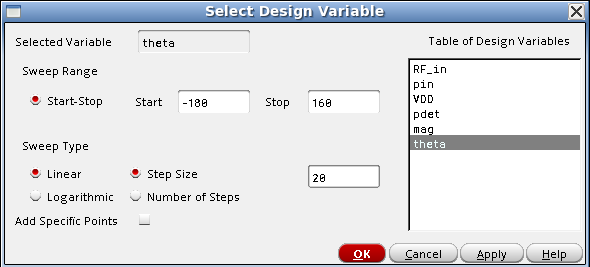 Select Design Variable
Selected Variable theta
Table of Design Variables
Sweep Range
Start-Stop Start -180 Stop 160
Sweep Type
Linear Step Size 20
Logarithmic Number of Steps
Add Specific Points
RF_in
pin
VDD
pdet
mag
theta
OK Cancel Apply Help